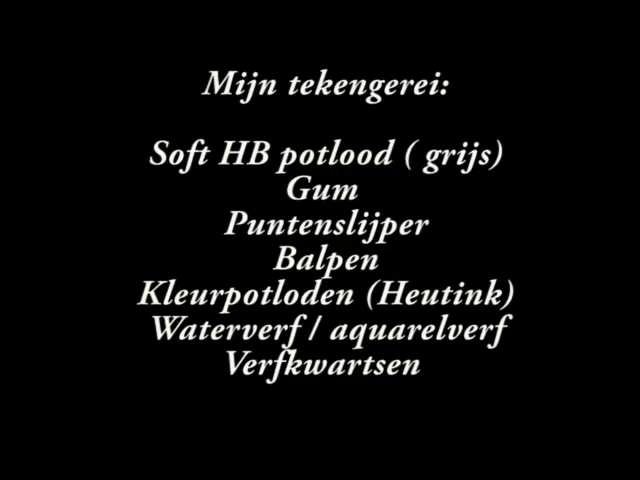 Mijn tekengerei:
Soft HB potlood ( grijs)
Gum
Puntenslijper
Balpen
Kleurpotloden (Heutink)
Waterverf / aquarelverf
Verfkwartsen